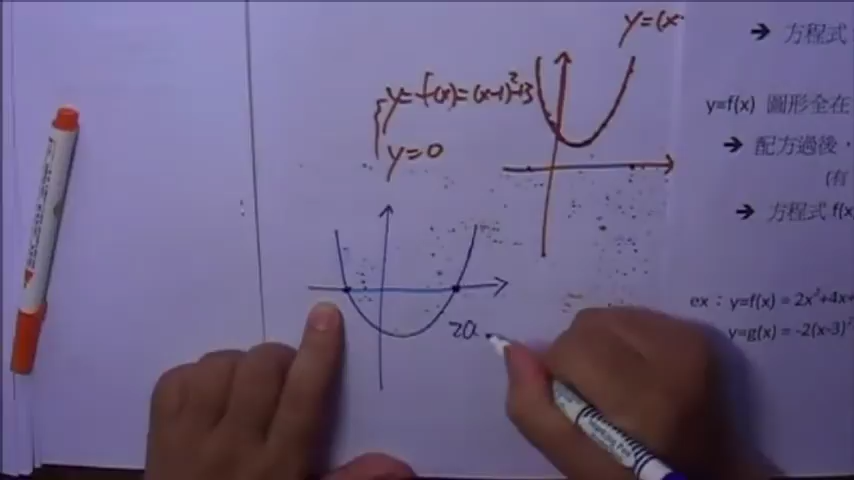 y=(x-
y=f(x)=(x-1)²+3
y=0
20
➔ 方程式
y=f(x) 圖形全在
➔ 配方過後,
(有
➔ 方程式 f(x
ex：y=f(x) = 2x²+4x+
y=g(x) = -2(x-3)²